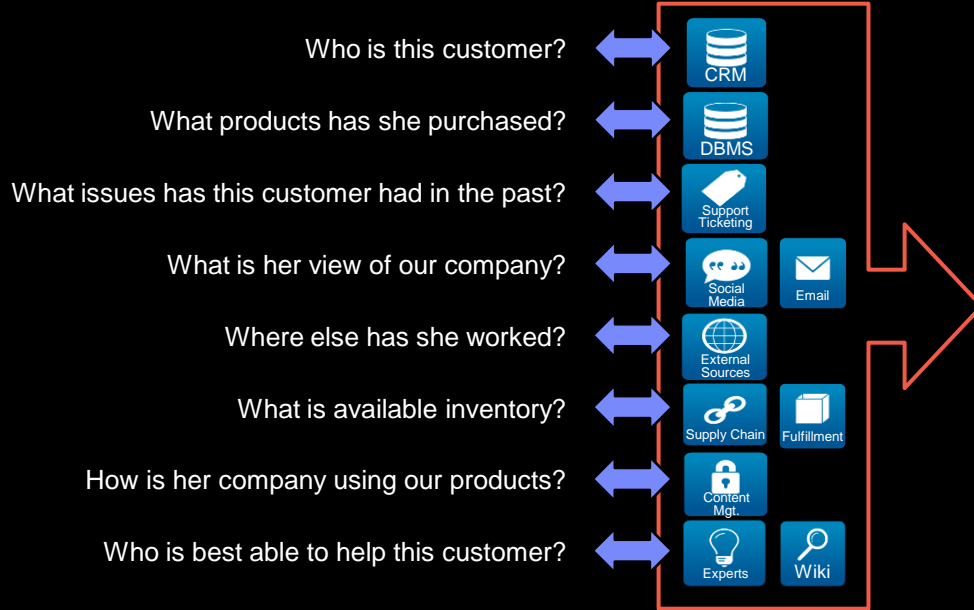 Who is this customer?
CRM
What products has she purchased?
DBMS
What issues has this customer had in the past?
Support
Ticketing
What is her view of our company?
Social
Media
Email
Where else has she worked?
External
Sources
What is available inventory?
Supply Chain
Fulfillment
How is her company using our products?
Content
Mgt.
Who is best able to help this customer?
Experts
Wiki